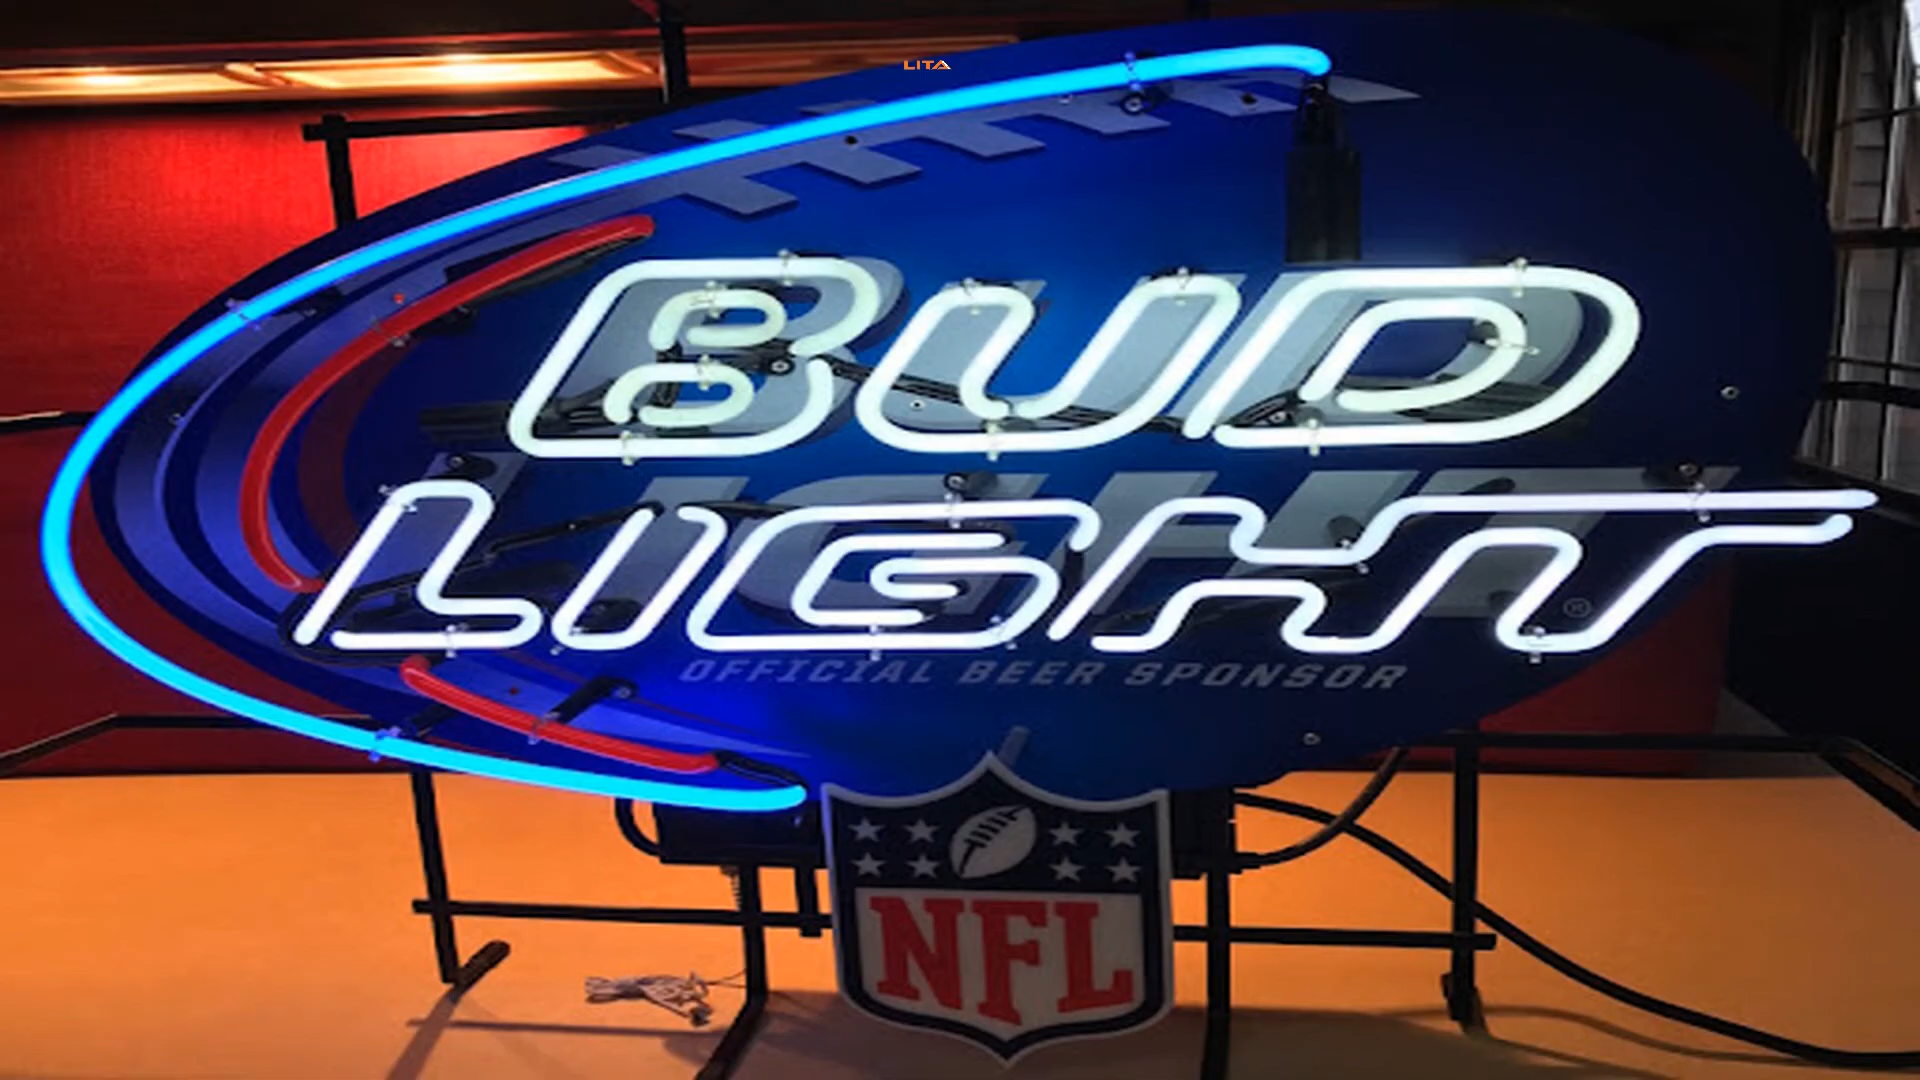 LITA
BUD
LIGHT
®
OFFICIAL BEER SPONSOR
NFL